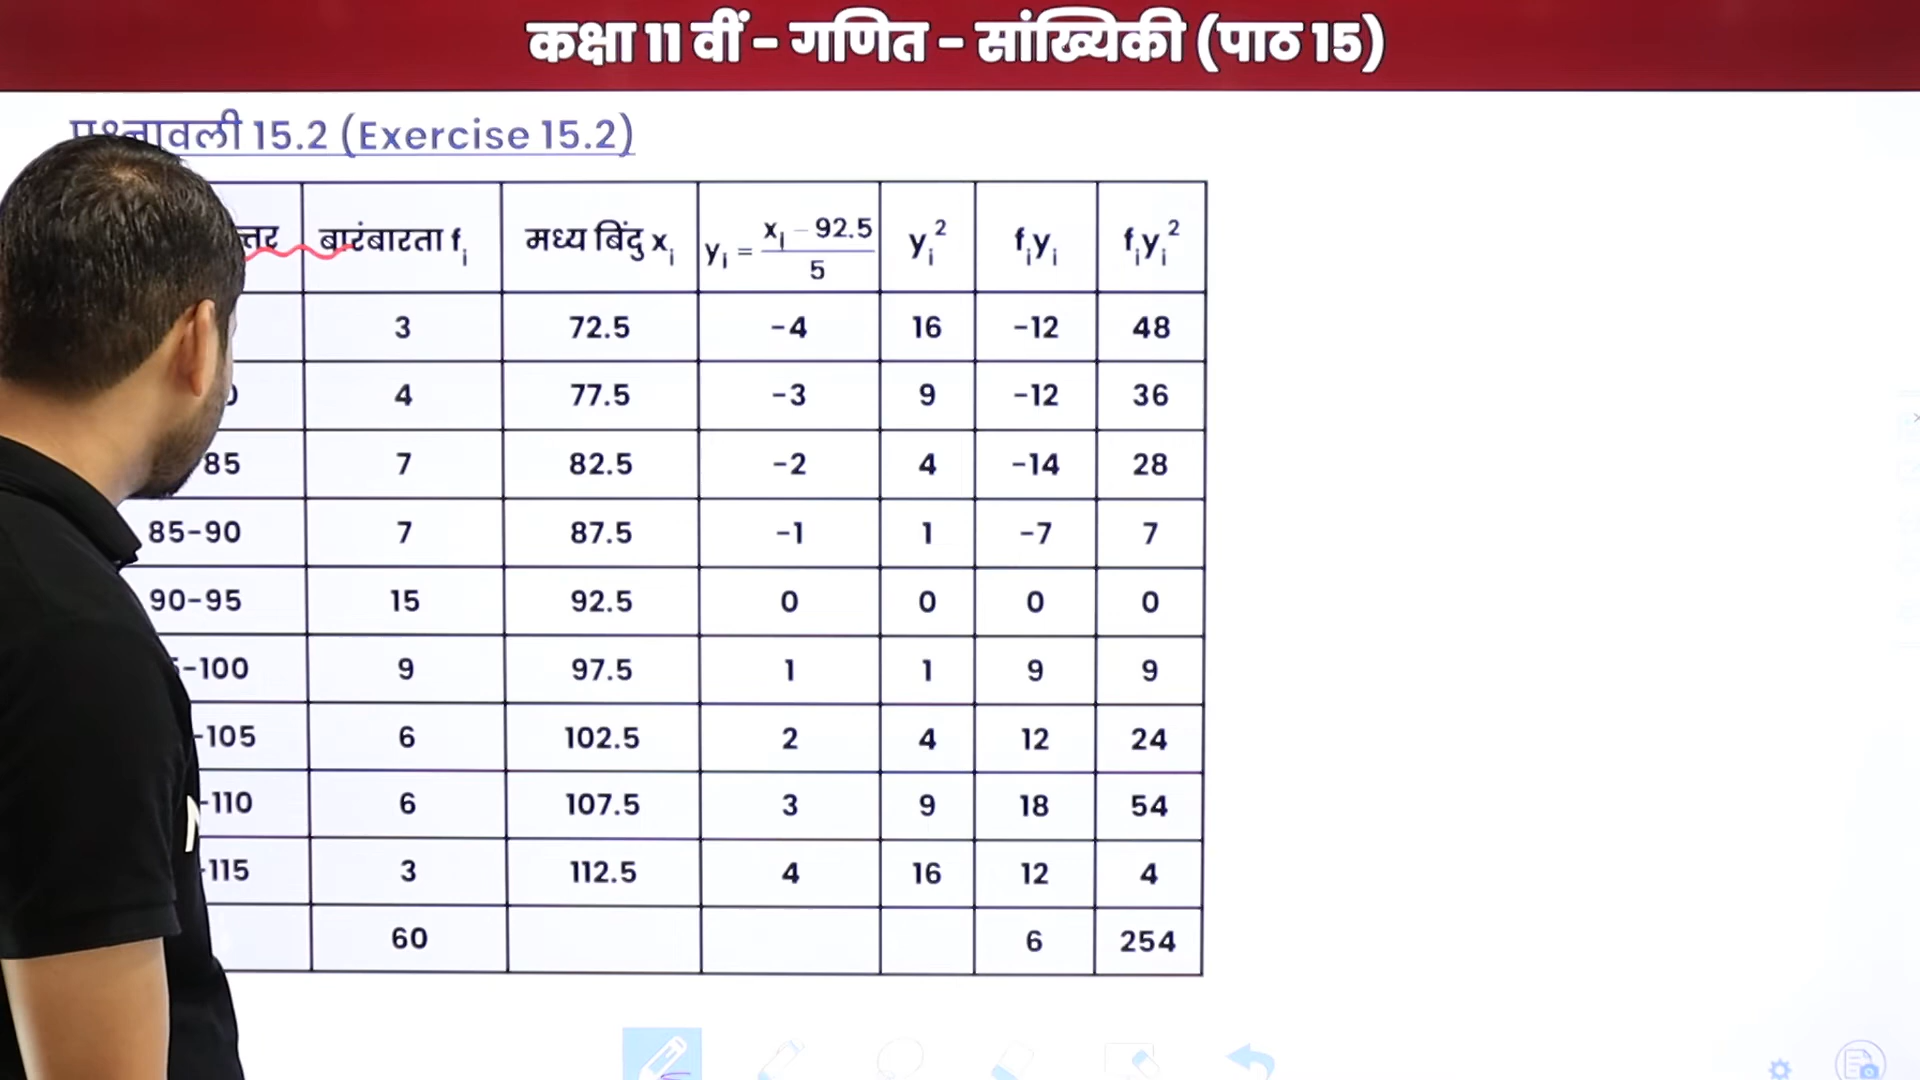 कक्षा 11 वीं - गणित - सांख्यिकी (पाठ 15)
प्रश्नावली 15.2 (Exercise 15.2)
बारंबारता fᵢ मध्य बिंदु xᵢ yᵢ = (xᵢ - 92.5)/5 yᵢ² fᵢyᵢ fᵢyᵢ²
3 72.5 -4 16 -12 48
4 77.5 -3 9 -12 36
85 7 82.5 -2 4 -14 28
85-90 7 87.5 -1 1 -7 7
90-95 15 92.5 0 0 0 0
-100 9 97.5 1 1 9 9
-105 6 102.5 2 4 12 24
-110 6 107.5 3 9 18 54
-115 3 112.5 4 16 12 4
60 6 254